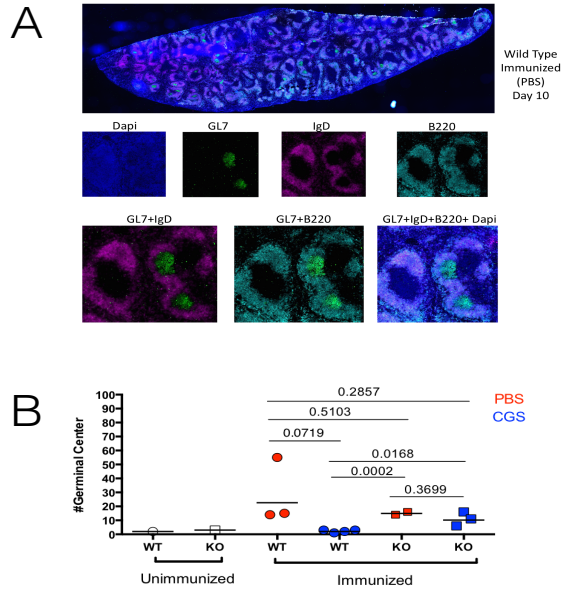 A
Wild Type
Immunized
(PBS)
Day 10
Dapi GL7 IgD B220
GL7+IgD GL7+B220 GL7+IgD+B220+ Dapi
B
#Germinal Center
100
90
80
70
60
50
40
30
20
10
0
0.2857
0.5103
0.0719
0.0168
0.0002
0.3699
PBS
CGS
WT KO WT WT KO KO
Unimmunized Immunized